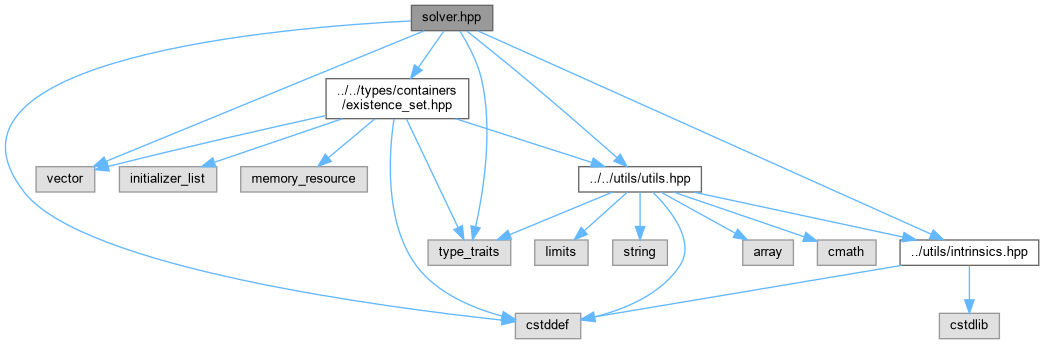 solver.hpp
../../types/containers
/existence_set.hpp
vector
initializer_list
memory_resource
../../utils/utils.hpp
type_traits
limits
string
array
cmath
../utils/intrinsics.hpp
cstddef
cstdlib